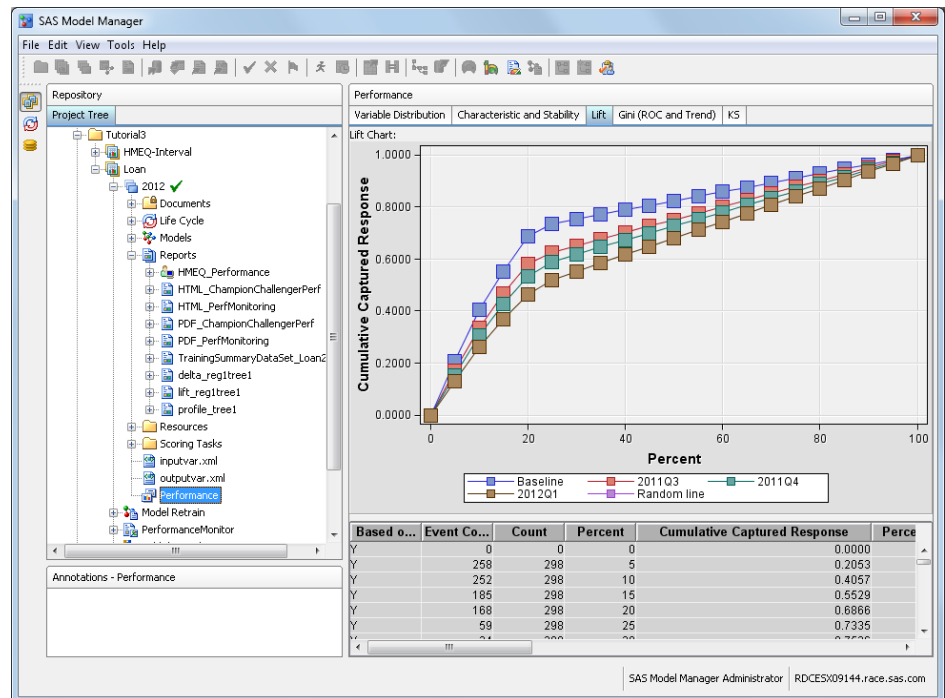 SAS Model Manager
File Edit View Tools Help
Repository
Project Tree
Tutorial3
HMEQ-Interval
Loan
2012
Documents
Life Cycle
Models
Reports
HMEQ_Performance
HTML_ChampionChallengerPerf
HTML_PerfMonitoring
PDF_ChampionChallengerPerf
PDF_PerfMonitoring
TrainingSummaryDataSet_Loan2
delta_reg1tree1
lift_reg1tree1
profile_tree1
Resources
Scoring Tasks
inputvar.xml
outputvar.xml
Performance
Model Retrain
PerformanceMonitor
Annotations - Performance
Performance
Variable Distribution Characteristic and Stability Lift Gini (ROC and Trend) KS
Lift Chart:
Cumulative Captured Response
1.0000
0.8000
0.6000
0.4000
0.2000
0.0000
0 20 40 60 80 100
Percent
Baseline 2011Q3 2011Q4
2012Q1 Random line
Based o... Event Co... Count Percent Cumulative Captured Response Perce
Y 0 0 0 0.0000
Y 258 298 5 0.2053
Y 252 298 10 0.4057
Y 185 298 15 0.5529
Y 168 298 20 0.6866
Y 59 298 25 0.7335
SAS Model Manager Administrator RDCESX09144.race.sas.com